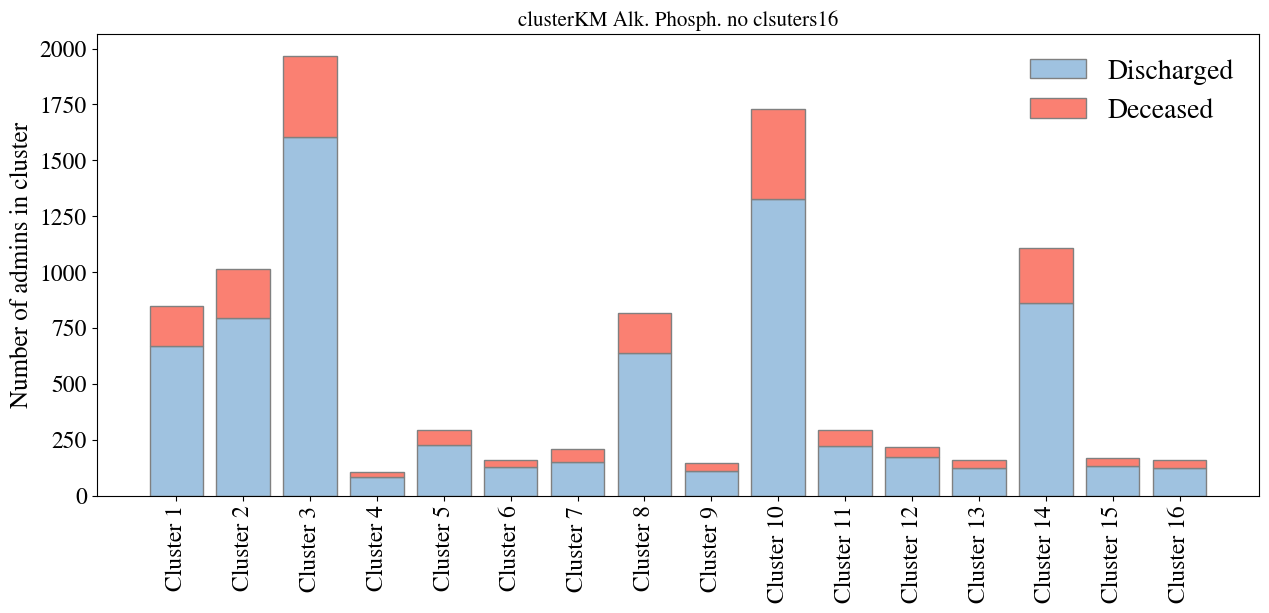 clusterKM Alk. Phosph. no clsuters16
Number of admins in cluster
2000
1750
1500
1250
1000
750
500
250
0
Discharged
Deceased
Cluster 1
Cluster 2
Cluster 3
Cluster 4
Cluster 5
Cluster 6
Cluster 7
Cluster 8
Cluster 9
Cluster 10
Cluster 11
Cluster 12
Cluster 13
Cluster 14
Cluster 15
Cluster 16